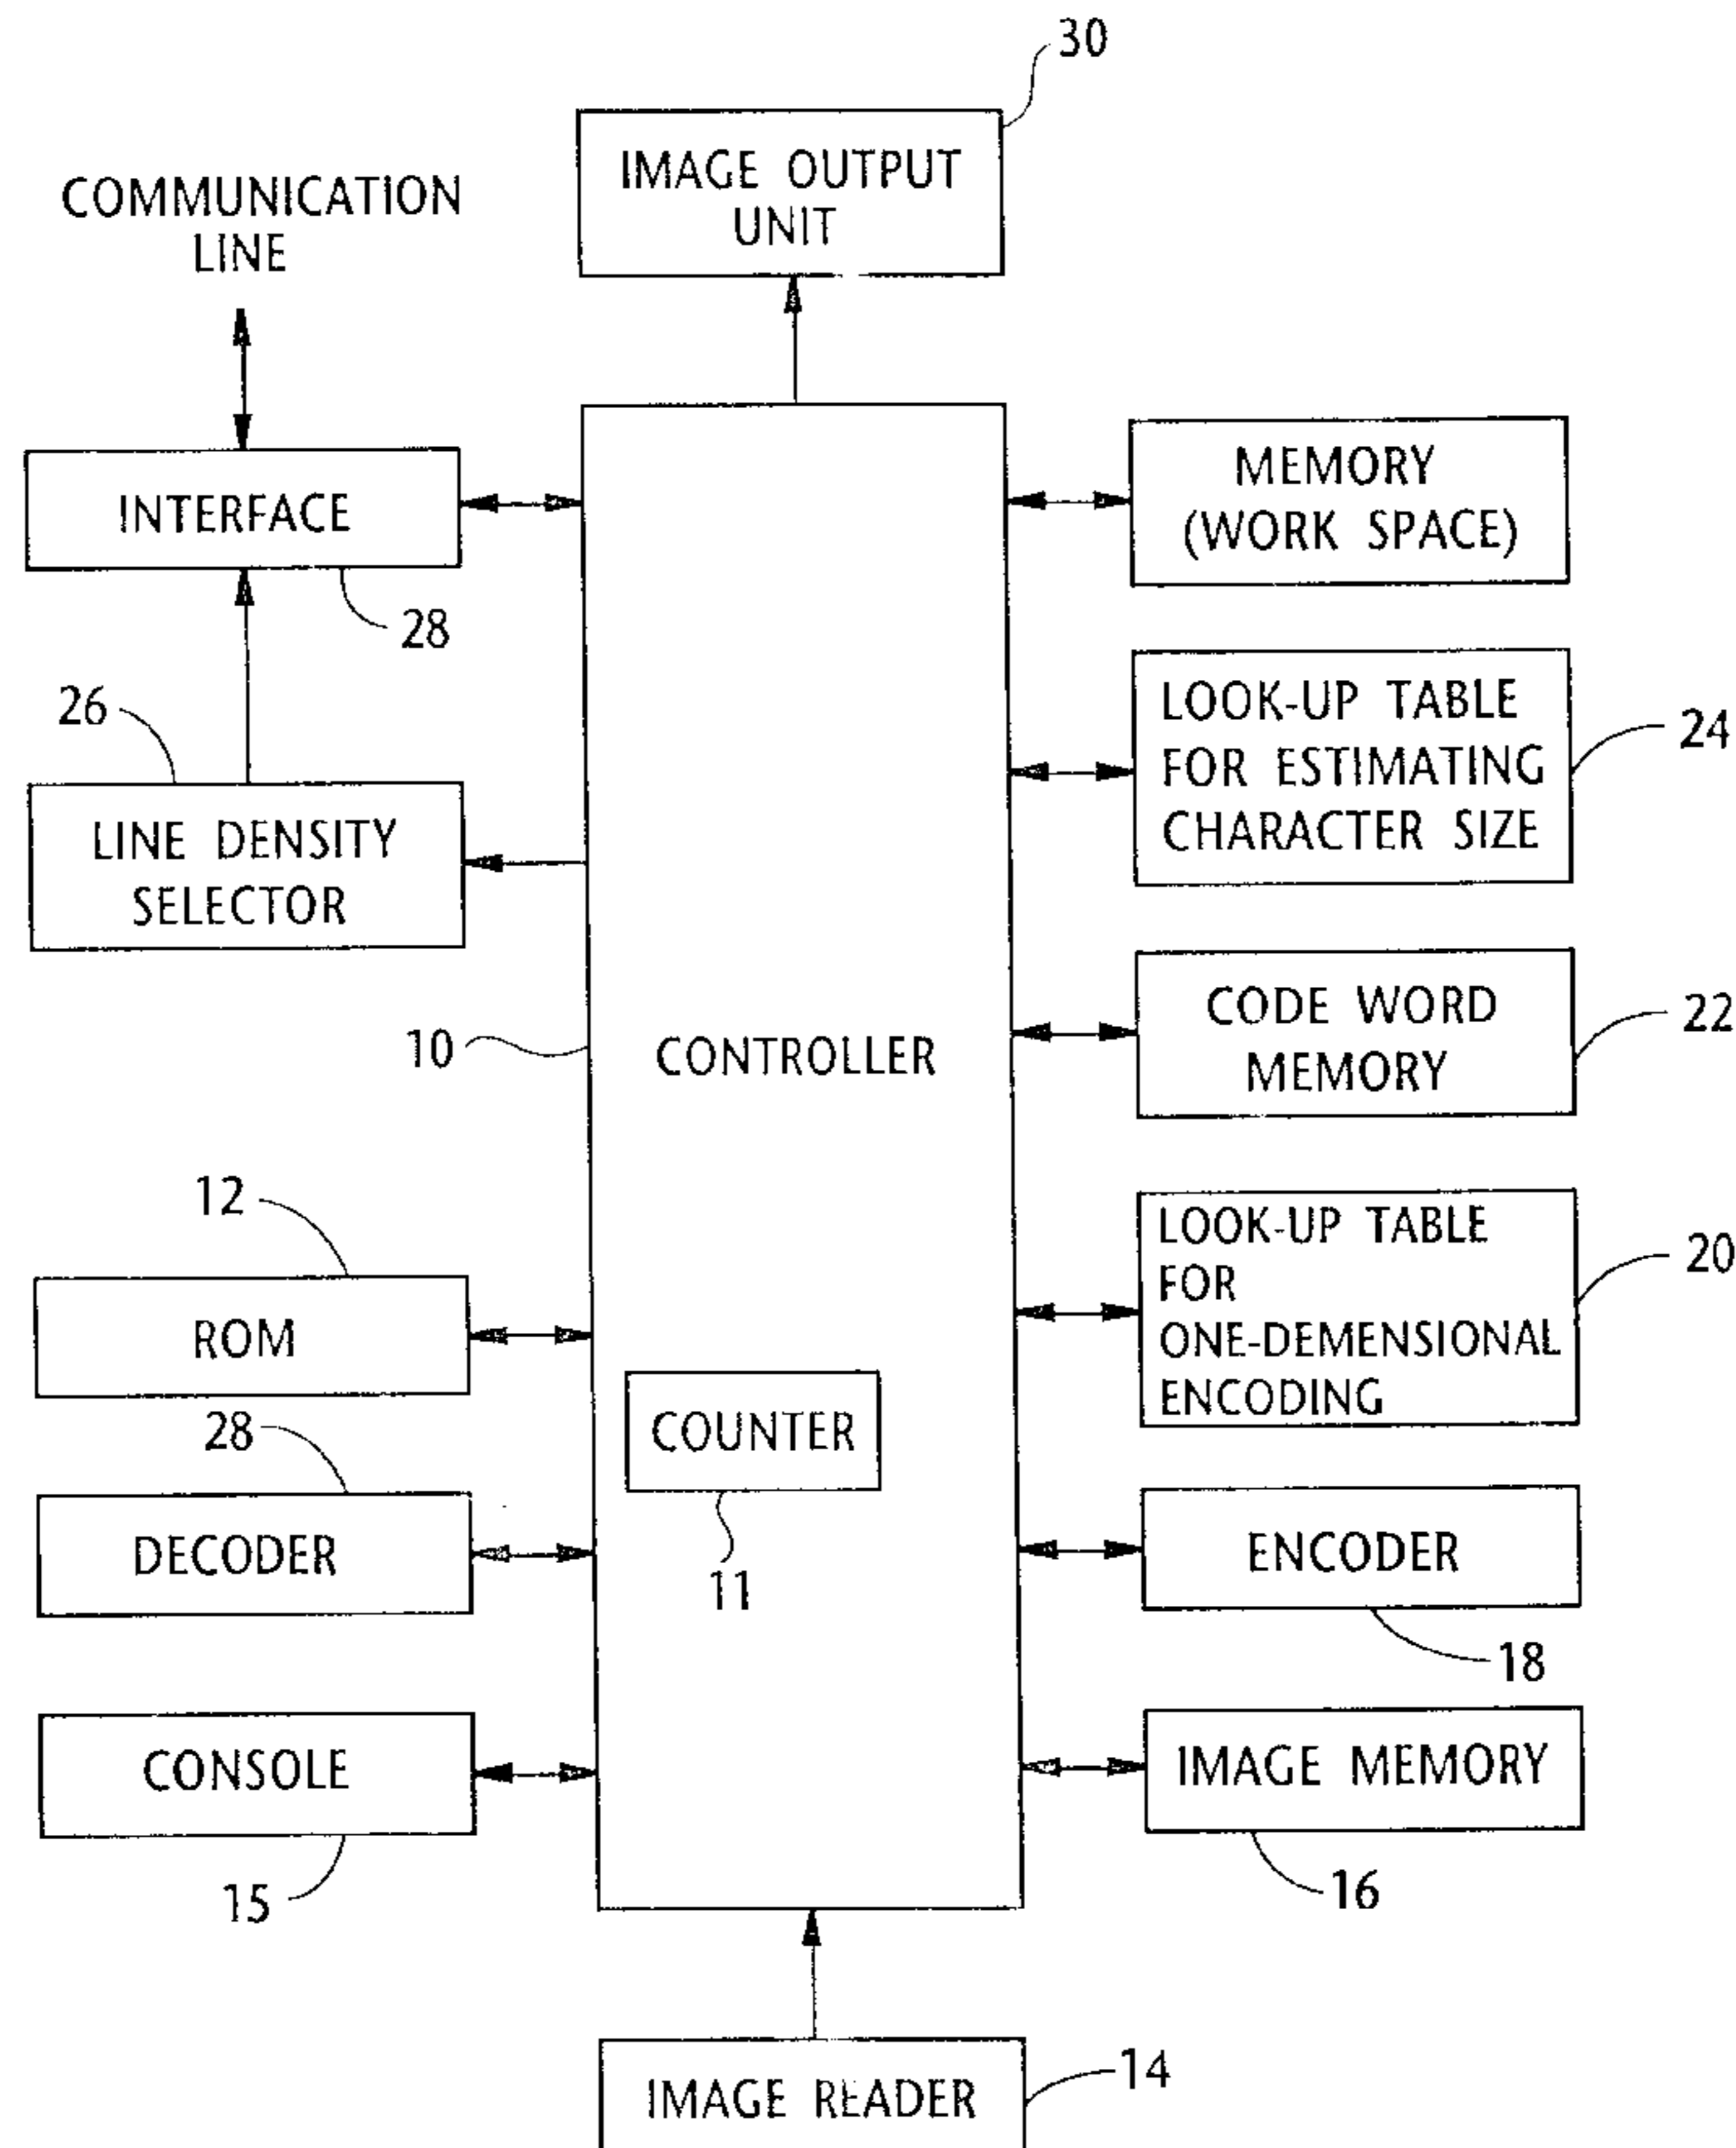 30
IMAGE OUTPUT
UNIT
COMMUNICATION
LINE
INTERFACE
28
MEMORY
(WORK SPACE)
26
LINE DENSITY
SELECTOR
LOOK-UP TABLE
FOR ESTIMATING
CHARACTER SIZE
24
10
CONTROLLER
CODE WORD
MEMORY
22
12
ROM
LOOK-UP TABLE
FOR
ONE-DEMENSIONAL
ENCODING
20
COUNTER
11
28
DECODER
ENCODER
18
CONSOLE
15
IMAGE MEMORY
16
IMAGE READER
14